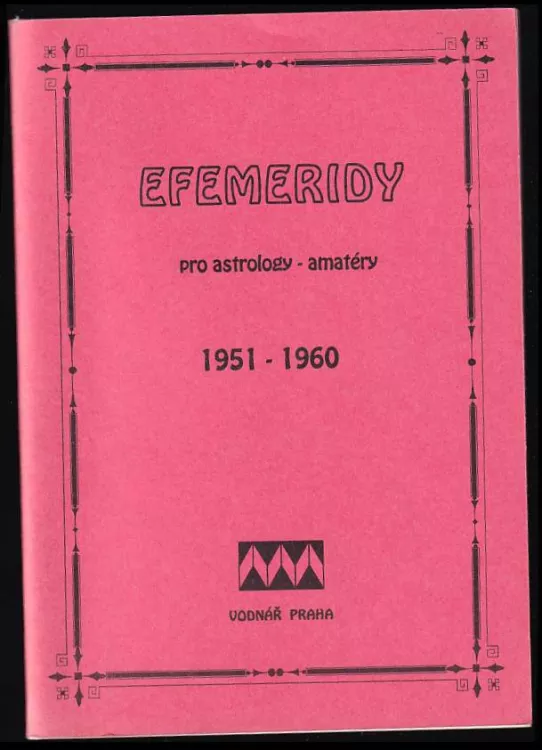 EFEMERIDY
pro astrology - amatéry
1951 - 1960
VODNÁŘ PRAHA